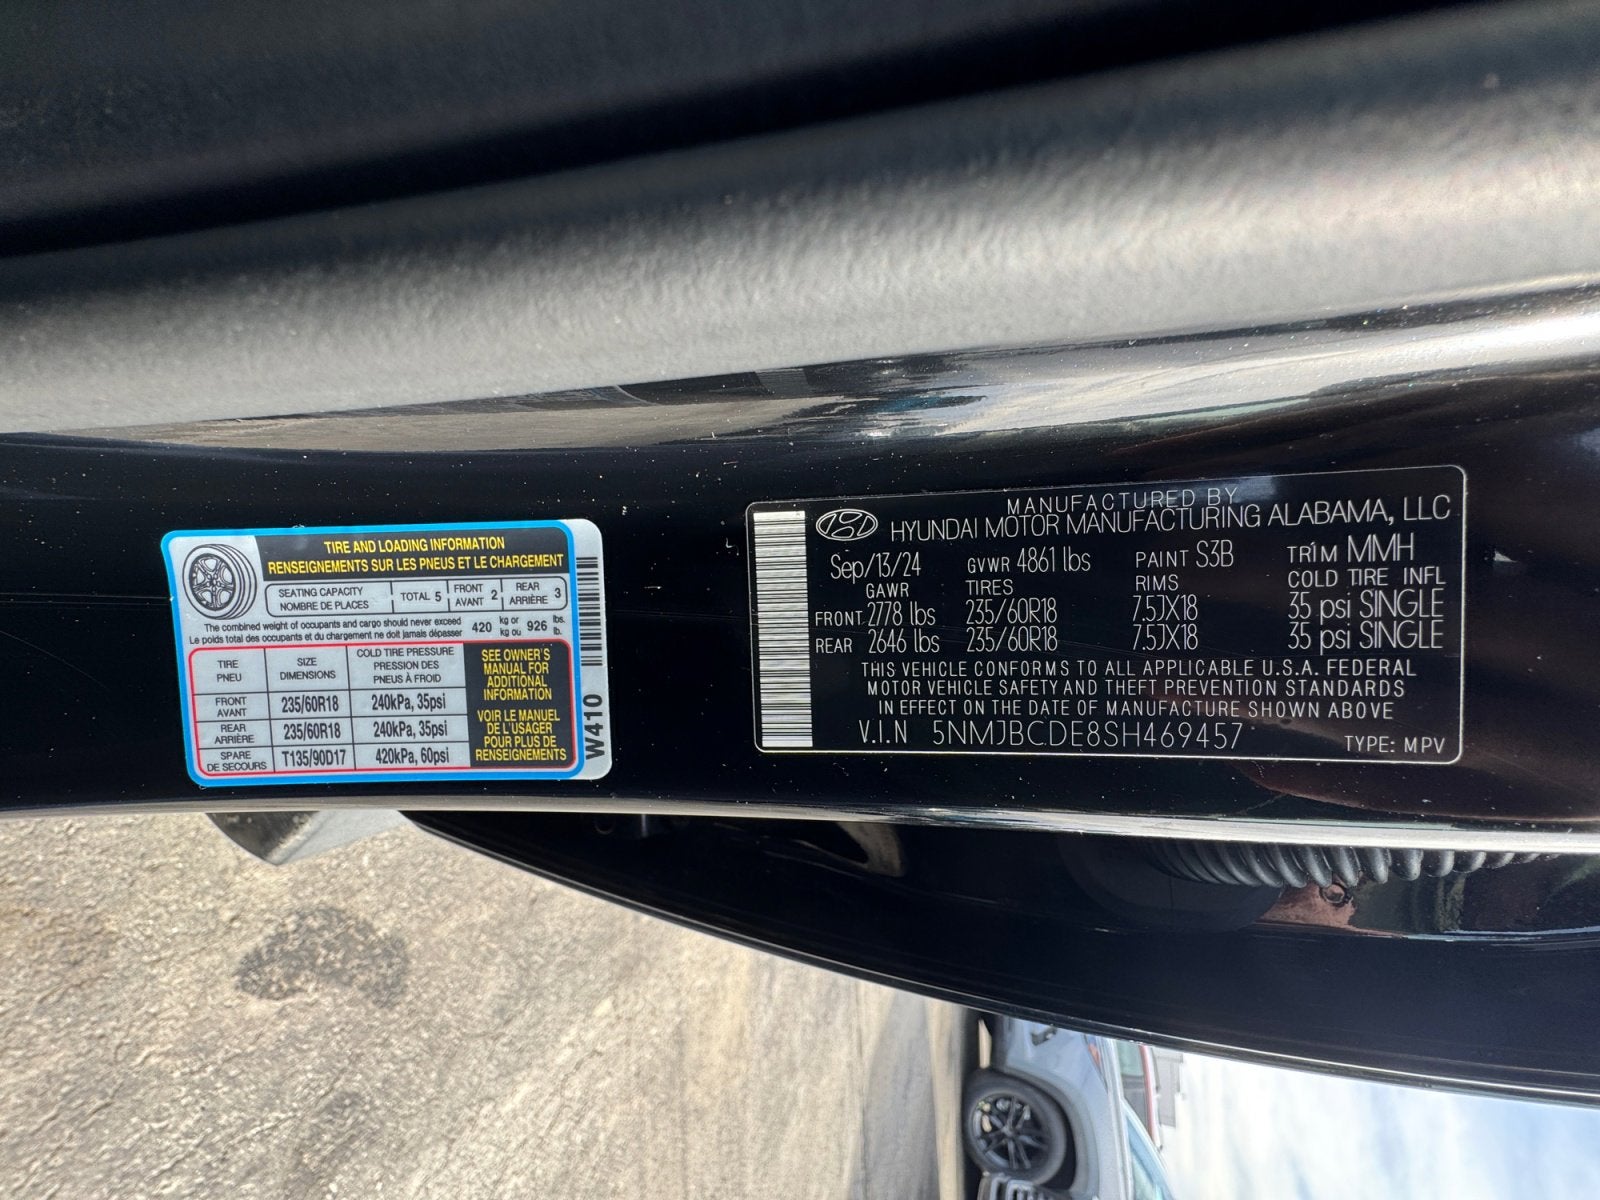 TIRE AND LOADING INFORMATION
RENSEIGNEMENTS SUR LES PNEUS ET LE CHARGEMENT
SEATING CAPACITY
NOMBRE DE PLACES
TOTAL 5
FRONT
AVANT 2
REAR
ARRIÈRE 3
The combined weight of occupants and cargo should never exceed
Le poids total des occupants et du chargement ne doit jamais dépasser
420 kg or
kg ou 926 lbs.
lb.
TIRE
PNEU
SIZE
DIMENSIONS
COLD TIRE PRESSURE
PRESSION DES
PNEUS À FROID
FRONT
AVANT
235/60R18
240kPa, 35psi
REAR
ARRIÈRE
235/60R18
240kPa, 35psi
SPARE
DE SECOURS
T135/90D17
420kPa, 60psi
SEE OWNER'S
MANUAL FOR
ADDITIONAL
INFORMATION
VOIR LE MANUEL
DE L'USAGER
POUR PLUS DE
RENSEIGNEMENTS
W410
MANUFACTURED BY
HYUNDAI MOTOR MANUFACTURING ALABAMA, LLC
Sep/13/24 GVWR 4861 lbs PAINT S3B TRIM MMH
GAWR TIRES RIMS COLD TIRE INFL
FRONT 2778 lbs 235/60R18 7.5JX18 35 psi SINGLE
REAR 2646 lbs 235/60R18 7.5JX18 35 psi SINGLE
THIS VEHICLE CONFORMS TO ALL APPLICABLE U.S.A. FEDERAL
MOTOR VEHICLE SAFETY AND THEFT PREVENTION STANDARDS
IN EFFECT ON THE DATE OF MANUFACTURE SHOWN ABOVE
V.I.N 5NMJBCDE8SH469457 TYPE: MPV